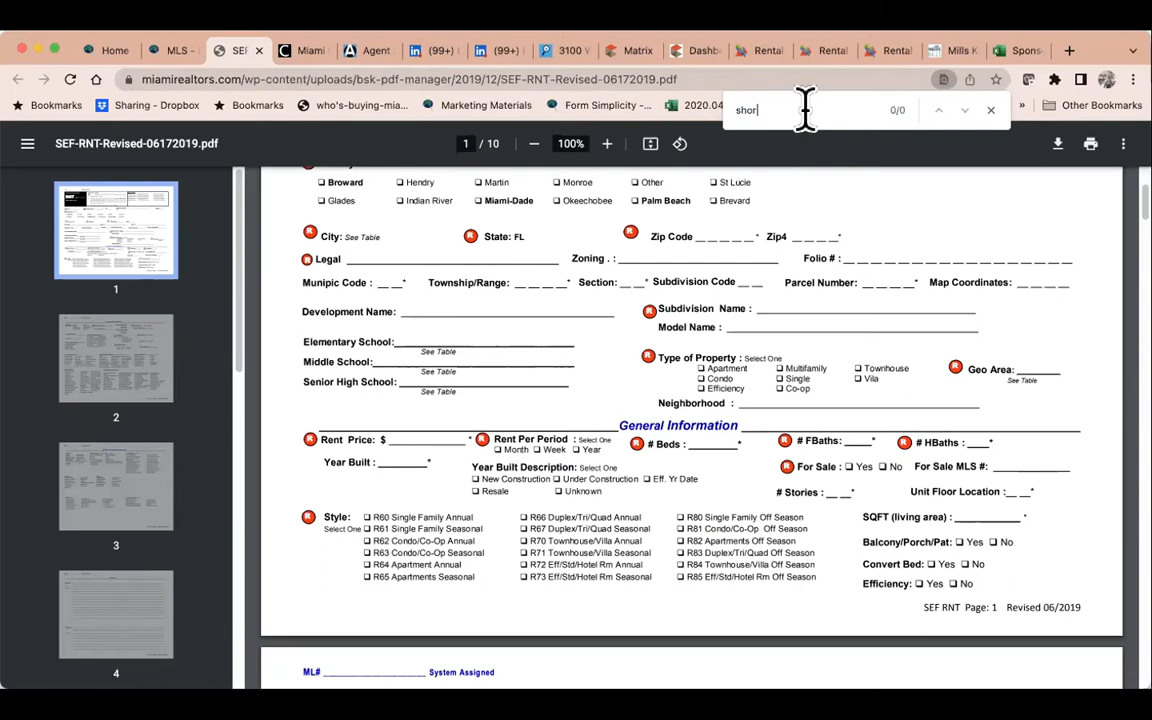 Home MLS - SEF Miami Agent (99+) (99+) 3100 V Matrix Dashb Rental Rental Rental Mills K Spons
miamirealtors.com/wp-content/uploads/bsk-pdf-manager/2019/12/SEF-RNT-Revised-06172019.pdf
Bookmarks Sharing - Dropbox Bookmarks who's-buying-mia... Marketing Materials Form Simplicity -... 2020.04 » Other Bookmarks
shor 0/0
SEF-RNT-Revised-06172019.pdf 1 / 10 100%
Broward Hendry Martin Monroe Other St Lucie
Glades Indian River Miami-Dade Okeechobee Palm Beach Brevard
R City: See Table R State: FL R Zip Code _ _ _ _ _ * Zip4 _ _ _ _ *
R Legal Zoning . : Folio # :
Munipic Code : _ _ * Township/Range: _ _ _ _ * Section: _ _ * Subdivision Code _ _ Parcel Number: _ _ _ _ * Map Coordinates: _ _ _ _
Development Name: R Subdivision Name :
Model Name :
Elementary School:
See Table
Middle School:
See Table
Senior High School:
See Table
R Type of Property : Select One
Apartment Multifamily Townhouse
Condo Single Vila
Efficiency Co-op
R Geo Area:
See Table
Neighborhood :
General Information
R Rent Price: $ * R Rent Per Period : Select One R # Beds : * R # FBaths: * R # HBaths : *
Month Week Year
Year Built : * Year Built Description: Select One R For Sale : Yes No For Sale MLS #:
New Construction Under Construction Eff. Yr Date
Resale Unknown
# Stories : * Unit Floor Location : *
R Style: R60 Single Family Annual R66 Duplex/Tri/Quad Annual R80 Single Family Off Season SQFT (living area) : *
Select One R61 Single Family Seasonal R67 Duplex/Tri/Quad Seasonal R81 Condo/Co-Op Off Season
R62 Condo/Co-Op Annual R70 Townhouse/Villa Annual R82 Apartments Off Season Balcony/Porch/Pat: Yes No
R63 Condo/Co-Op Seasonal R71 Townhouse/Villa Seasonal R83 Duplex/Tri/Quad Off Season
R64 Apartment Annual R72 Eff/Std/Hotel Rm Annual R84 Townhouse/Villa Off Season Convert Bed: Yes No
R65 Apartments Seasonal R73 Eff/Std/Hotel Rm Seasonal R85 Eff/Std/Hotel Rm Off Season
Efficiency: Yes No
SEF RNT Page: 1 Revised 06/2019
ML# System Assigned
1
2
3
4